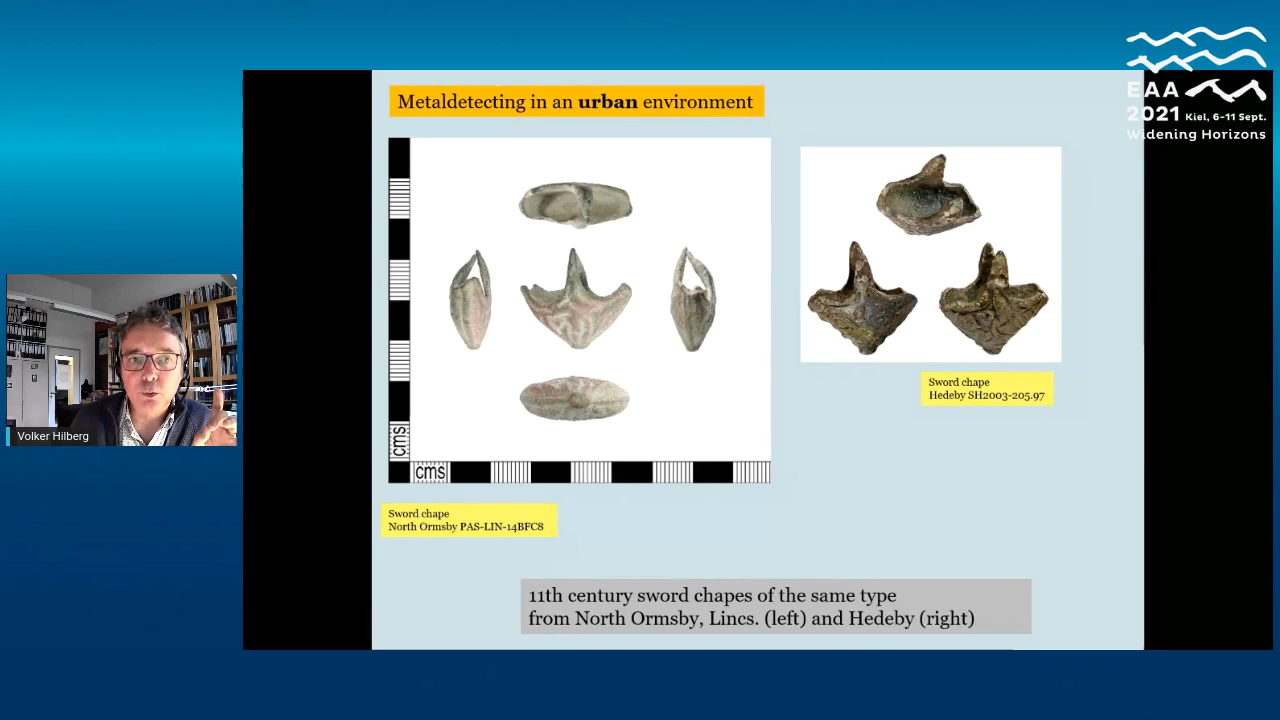 Metaldetecting in an urban environment
EAA
2021 Kiel, 6-11 Sept.
Widening Horizons
cms
cms
Sword chape
Hedeby SH2003-205.97
Volker Hilberg
Sword chape
North Ormsby PAS-LIN-14BFC8
11th century sword chapes of the same type
from North Ormsby, Lincs. (left) and Hedeby (right)